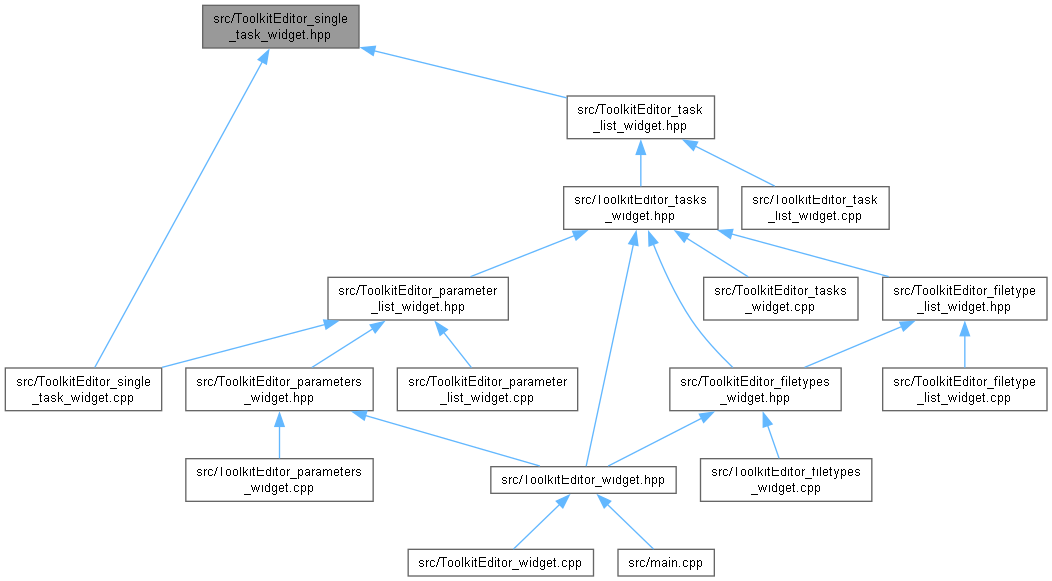 src/ToolkitEditor_single
_task_widget.hpp
src/ToolkitEditor_task
_list_widget.hpp
src/ToolkitEditor_tasks
_widget.hpp
src/ToolkitEditor_task
_list_widget.cpp
src/ToolkitEditor_parameter
_list_widget.hpp
src/ToolkitEditor_tasks
_widget.cpp
src/ToolkitEditor_filetype
_list_widget.hpp
src/ToolkitEditor_single
_task_widget.cpp
src/ToolkitEditor_parameters
_widget.hpp
src/ToolkitEditor_parameter
_list_widget.cpp
src/ToolkitEditor_filetypes
_widget.hpp
src/ToolkitEditor_filetype
_list_widget.cpp
src/ToolkitEditor_parameters
_widget.cpp
src/ToolkitEditor_widget.hpp
src/ToolkitEditor_filetypes
_widget.cpp
src/ToolkitEditor_widget.cpp
src/main.cpp